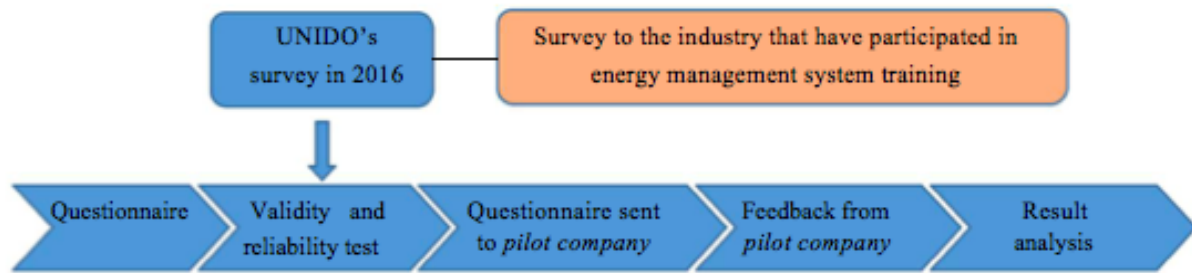 UNIDO's
survey in 2016
Survey to the industry that have participated in
energy management system training
Questionnaire
Validity and
reliability test
Questionnaire sent
to pilot company
Feedback from
pilot company
Result
analysis